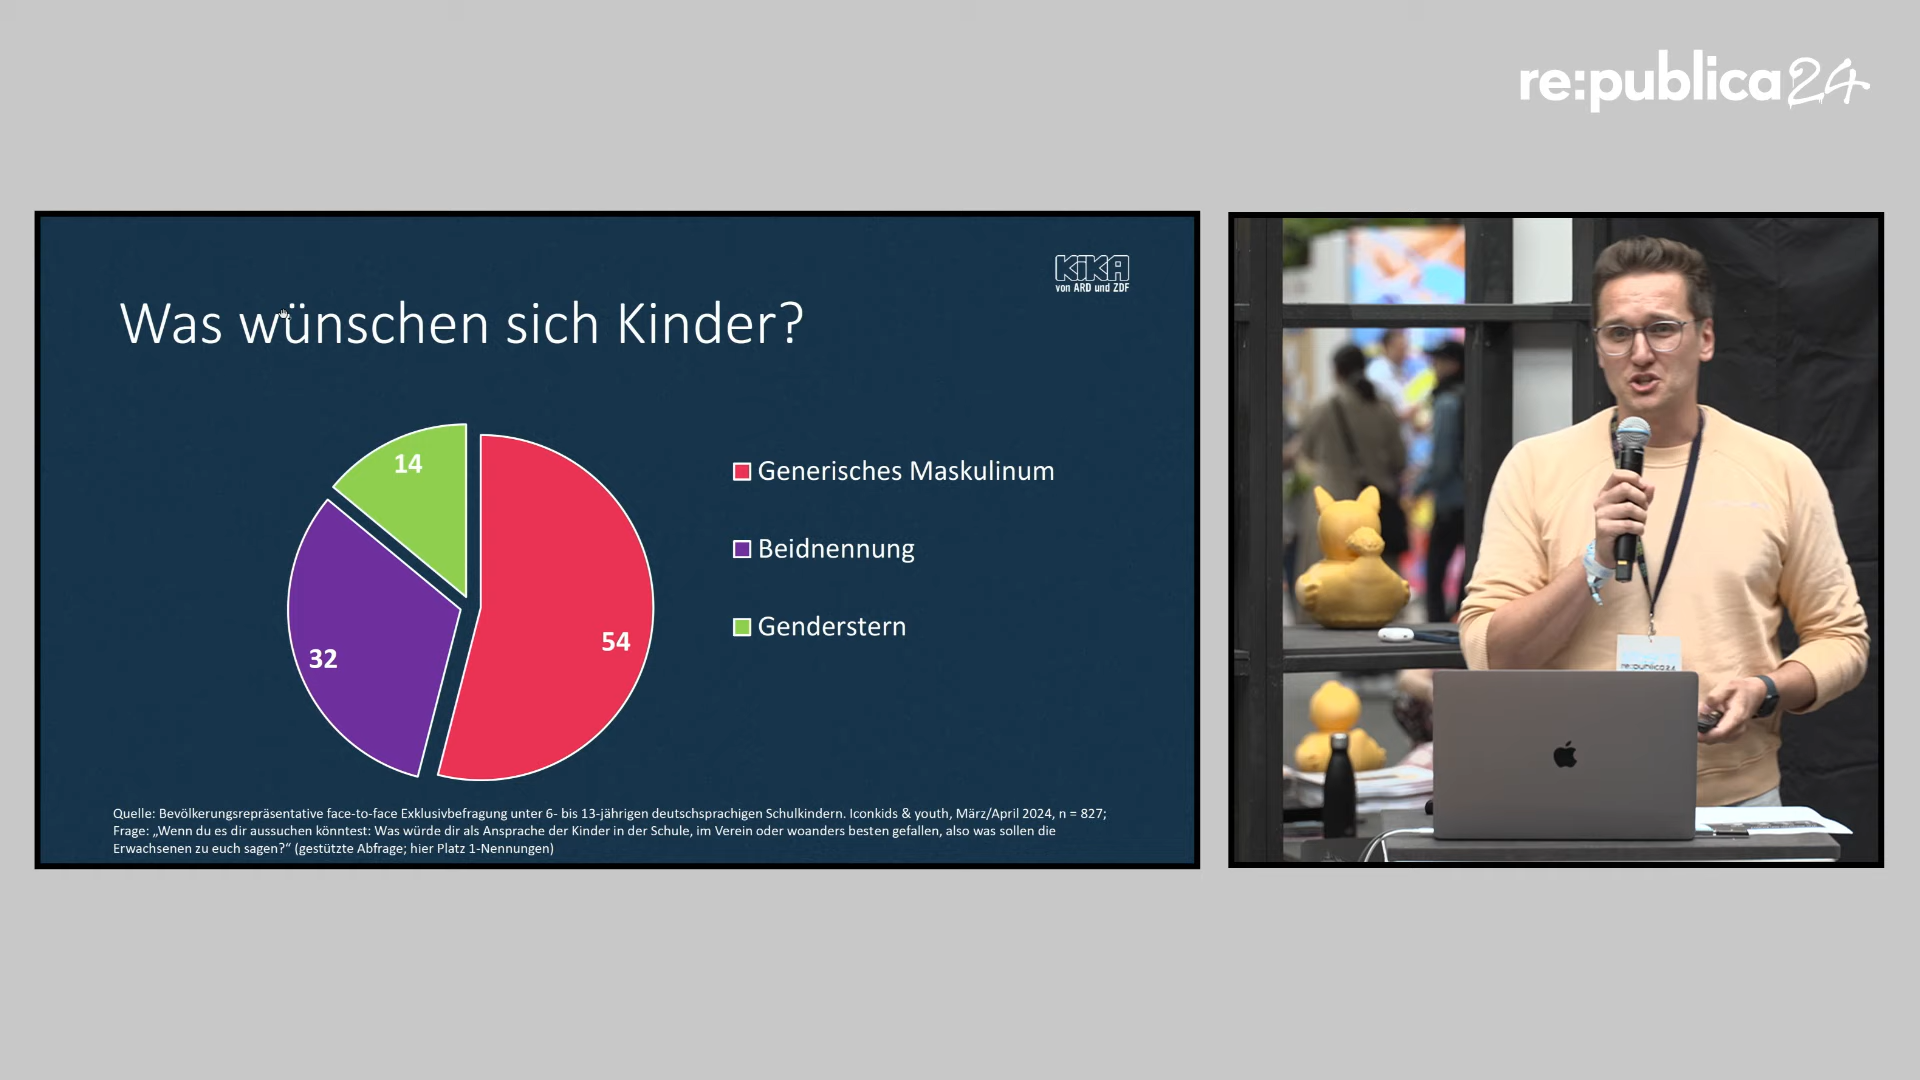 re:publica 24
KiKA
von ARD und ZDF
Was wünschen sich Kinder?
14
32
54
Generisches Maskulinum
Beidnennung
Genderstern
Quelle: Bevölkerungsrepräsentative face-to-face Exklusivbefragung unter 6- bis 13-jährigen deutschsprachigen Schulkindern. Iconkids & youth, März/April 2024, n = 827;
Frage: „Wenn du es dir aussuchen könntest: Was würde dir als Ansprache der Kinder in der Schule, im Verein oder woanders besten gefallen, also was sollen die
Erwachsenen zu euch sagen?“ (gestützte Abfrage; hier Platz 1-Nennungen)
re:publica24